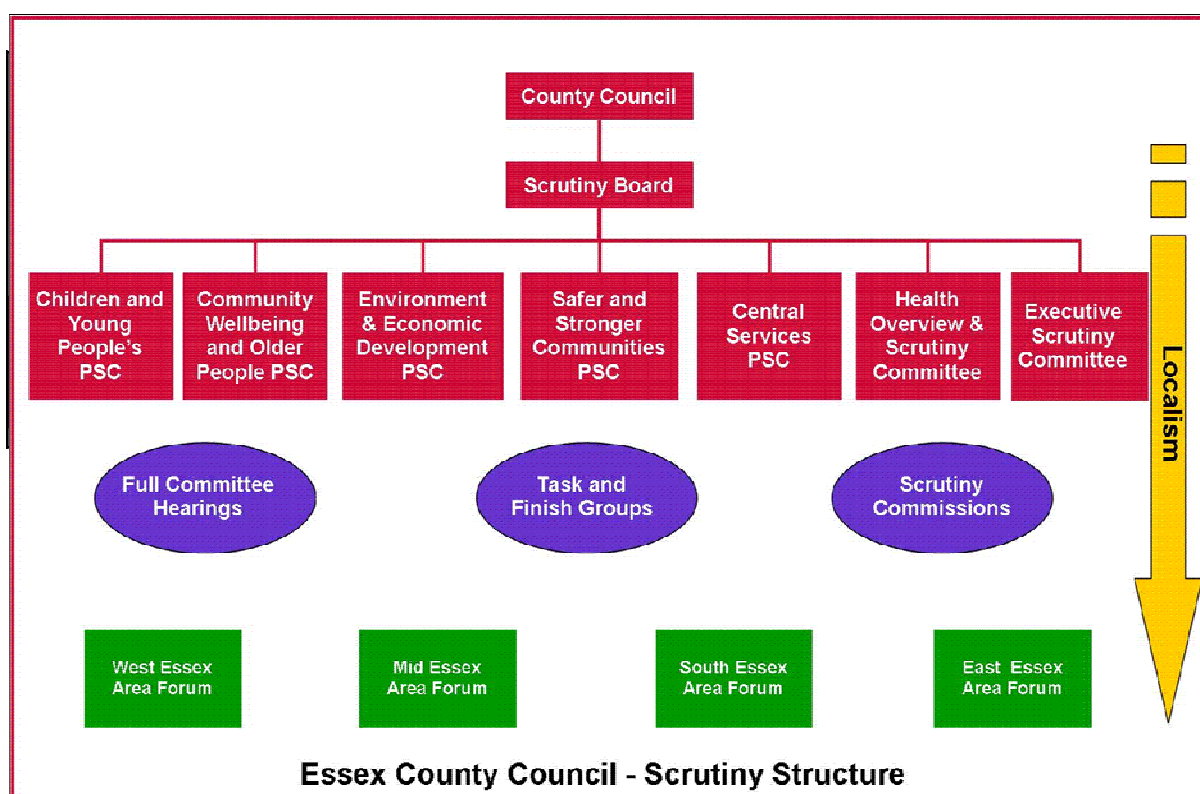 County Council
Scrutiny Board
Children and
Young
People's
PSC
Community
Wellbeing
and Older
People PSC
Environment
& Economic
Development
PSC
Safer and
Stronger
Communities
PSC
Central
Services
PSC
Health
Overview &
Scrutiny
Committee
Executive
Scrutiny
Committee
Localism
Full Committee
Hearings
Task and
Finish Groups
Scrutiny
Commissions
West Essex
Area Forum
Mid Essex
Area Forum
South Essex
Area Forum
East Essex
Area Forum
Essex County Council - Scrutiny Structure